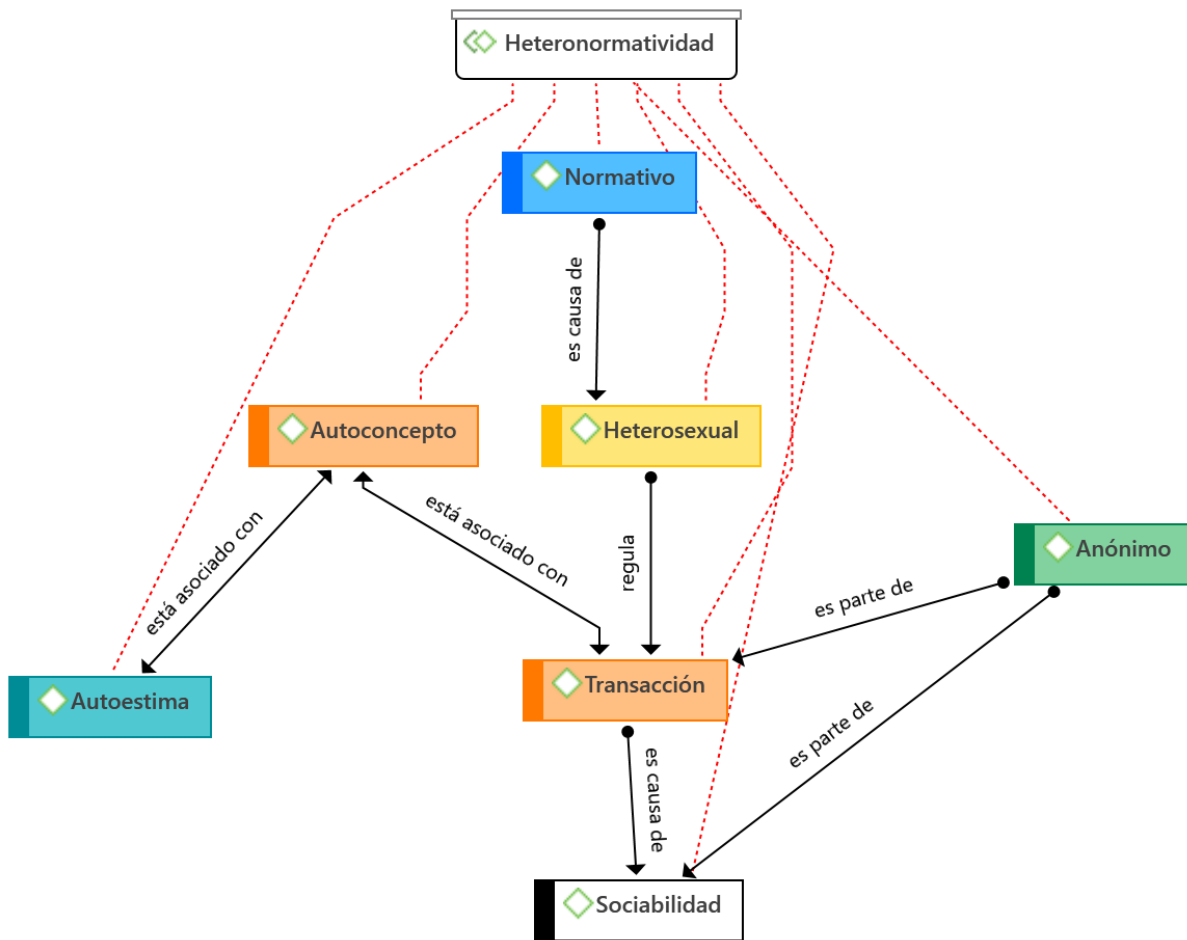 Heteronormatividad
Normativo
es causa de
Autoconcepto
Heterosexual
está asociado con
está asociado con
regula
Anónimo
es parte de
Autoestima
Transacción
es parte de
es causa de
Sociabilidad